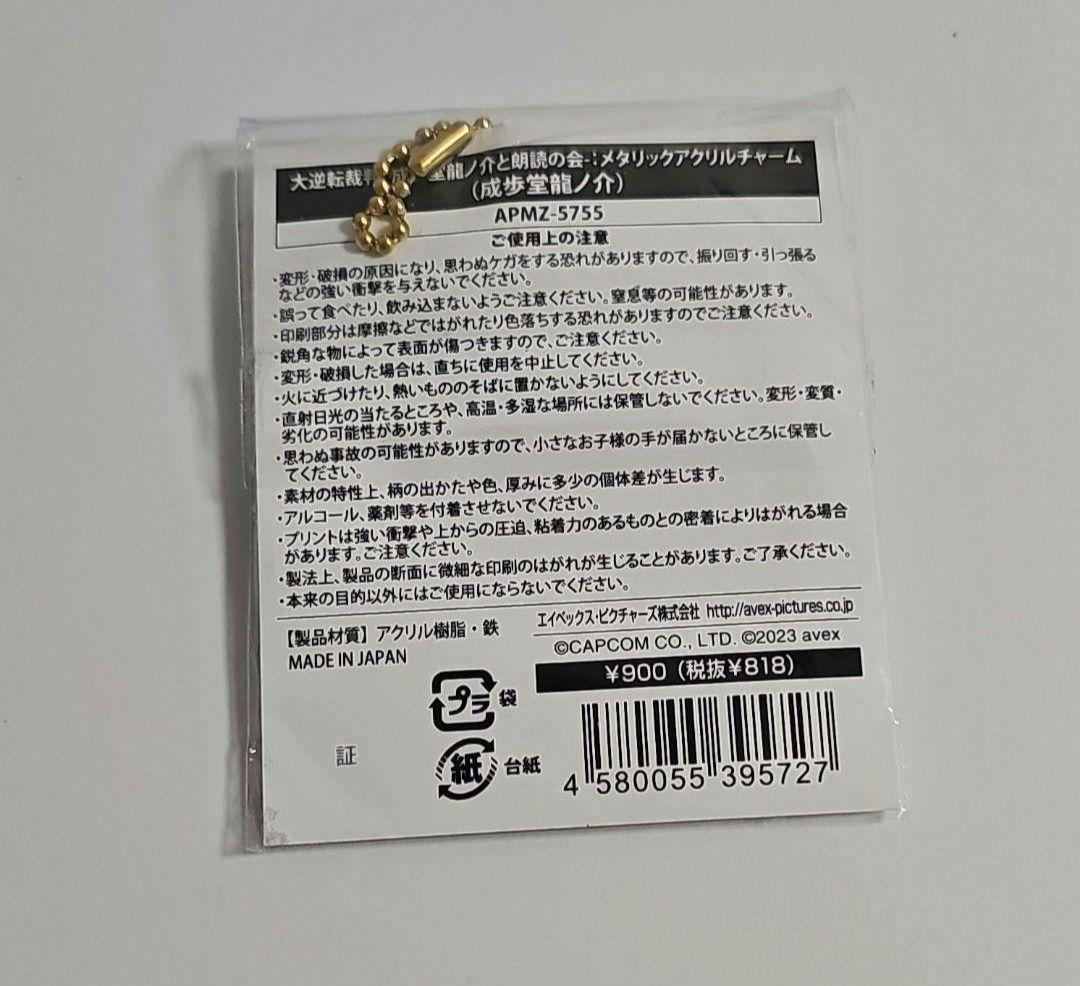 大逆転裁 龍ノ介と朗読の会-:メタリックアクリルチャーム
(成歩堂龍ノ介)
APMZ-5755
ご使用上の注意
・変形・破損の原因になり、思わぬケガをする恐れがありますので、振り回す・引っ張る
などの強い衝撃を与えないでください。
・誤って食べたり、飲み込まないようご注意ください。窒息等の可能性があります。
・印刷部分は摩擦などではがれたり色落ちする恐れがありますのでご注意ください。
・鋭角な物によって表面が傷つきますので、ご注意ください。
・変形・破損した場合は、直ちに使用を中止してください。
・火に近づけたり、熱いもののそばに置かないようにしてください。
・直射日光の当たるところや、高温・多湿な場所には保管しないでください。変形・変質・
劣化の可能性があります。
・思わぬ事故の可能性がありますので、小さなお子様の手が届かないところに保管し
てください。
・素材の特性上、柄の出かたや色、厚みに多少の個体差が生じます。
・アルコール、薬剤等を付着させないでください。
・プリントは強い衝撃や上からの圧迫、粘着力のあるものとの密着によりはがれる場合
があります。ご注意ください。
・製法上、製品の断面に微細な印刷のはがれが生じることがあります。ご了承ください。
・本来の目的以外にはご使用にならないでください。
【製品材質】アクリル樹脂・鉄
MADE IN JAPAN
エイベックス・ピクチャーズ株式会社 http://avex-pictures.co.jp
©CAPCOM CO., LTD. ©2023 avex
¥900(税抜¥818)
プラ 袋
証
紙 台紙
4 580055 395727